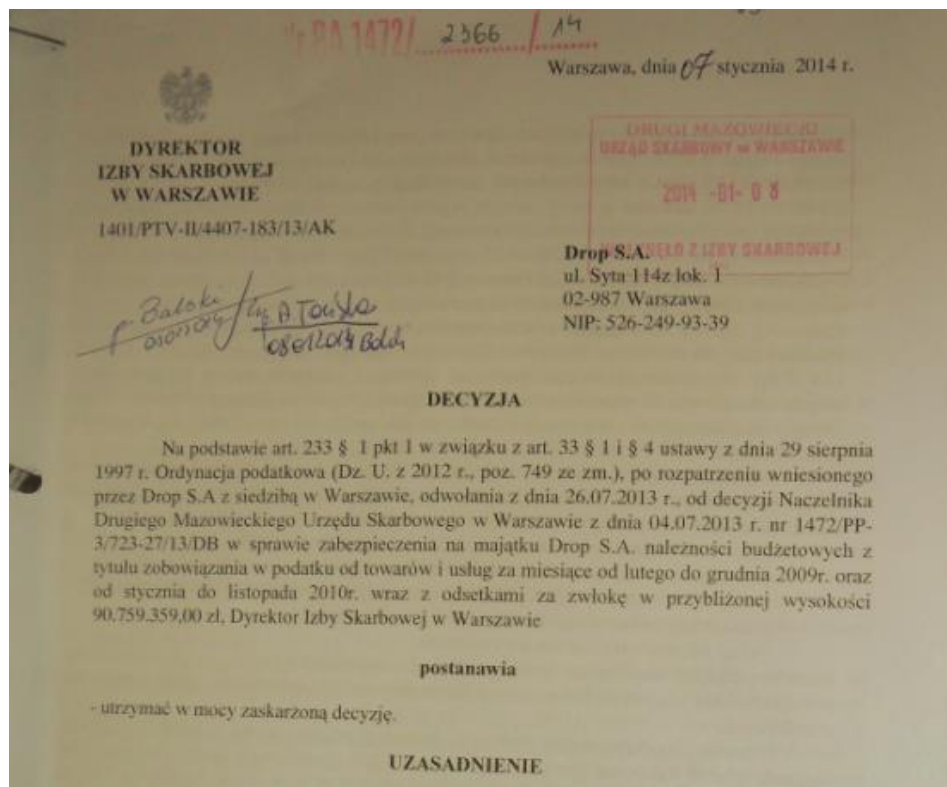 RA 1472/ 2366 / 14
Warszawa, dnia 07 stycznia 2014 r.
DYREKTOR
IZBY SKARBOWEJ
W WARSZAWIE
1401/PTV-II/4407-183/13/AK
DRUGI MAZOWIECKI
URZĄD SKARBOWY w WARSZAWIE
2014 -01- 08
Z IZBY SKARBOWEJ
Drop S.A.
ul. Syta 114z lok. 1
02-987 Warszawa
NIP: 526-249-93-39
DECYZJA
Na podstawie art. 233 § 1 pkt 1 w związku z art. 33 § 1 i § 4 ustawy z dnia 29 sierpnia
1997 r. Ordynacja podatkowa (Dz. U. z 2012 r., poz. 749 ze zm.), po rozpatrzeniu wniesionego
przez Drop S.A z siedzibą w Warszawie, odwołania z dnia 26.07.2013 r., od decyzji Naczelnika
Drugiego Mazowieckiego Urzędu Skarbowego w Warszawie z dnia 04.07.2013 r. nr 1472/PP-
3/723-27/13/DB w sprawie zabezpieczenia na majątku Drop S.A. należności budżetowych z
tytułu zobowiązania w podatku od towarów i usług za miesiące od lutego do grudnia 2009r. oraz
od stycznia do listopada 2010r. wraz z odsetkami za zwłokę w przybliżonej wysokości
90.759.359,00 zł, Dyrektor Izby Skarbowej w Warszawie
postanawia
- utrzymać w mocy zaskarżoną decyzję.
UZASADNIENIE